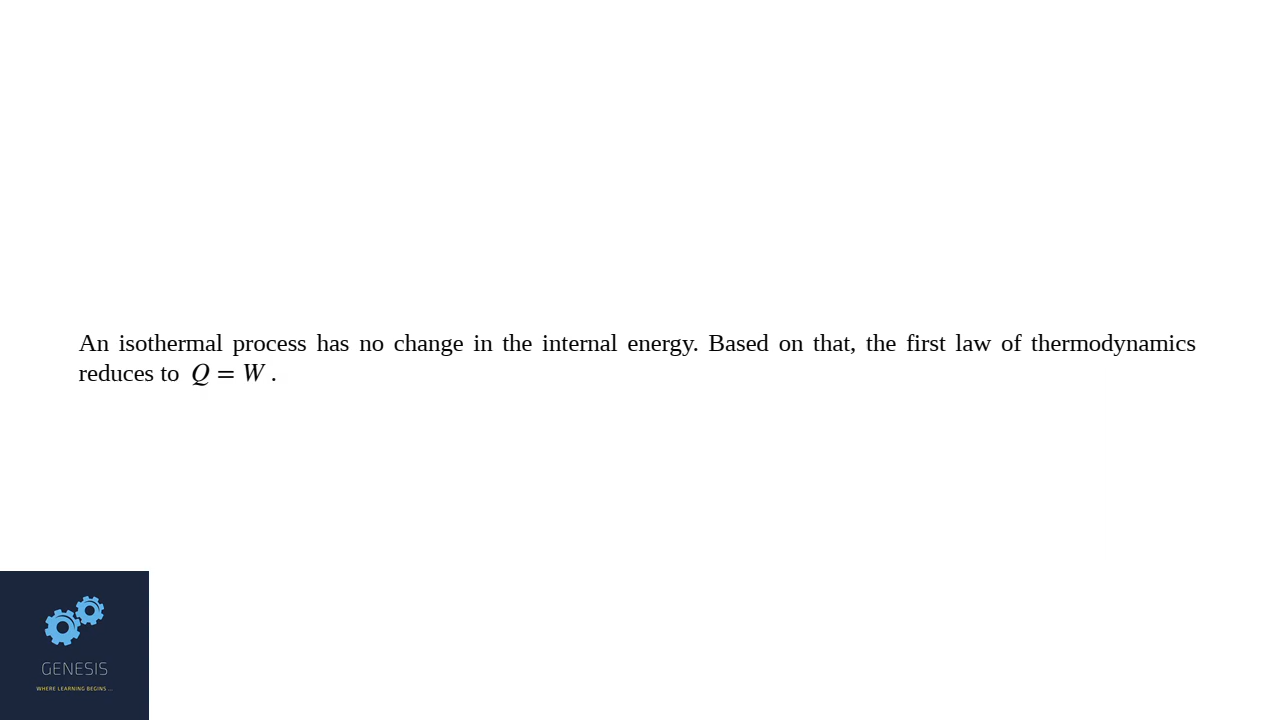 An isothermal process has no change in the internal energy. Based on that, the first law of thermodynamics
reduces to Q = W .
GENESIS
WHERE LEARNING BEGINS ...